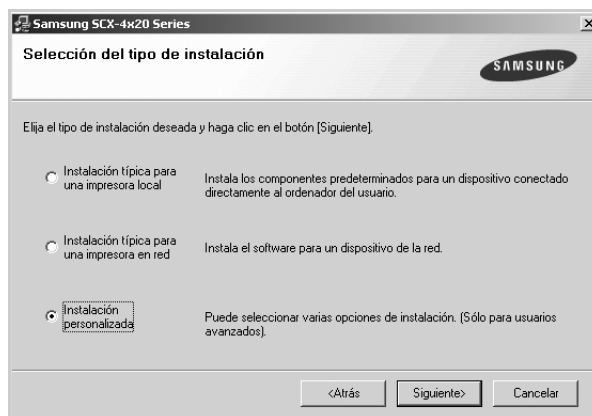 Samsung SCX-4x20 Series
Selección del tipo de
instalación
SAMSUNG
Elija el tipo de instalación deseada y haga clic en el botón [Siguiente].
Instalación típica para
una impresora local
Instala los componentes predeterminados para un dispositivo conectado
directamente al ordenador del usuario.
Instalación típica para
una impresora en red
Instala el software para un dispositivo de la red.
Instalación
personalizada
Puede seleccionar varias opciones de instalación. (Sólo para usuarios
avanzados).
<Atrás
Siguiente>
Cancelar